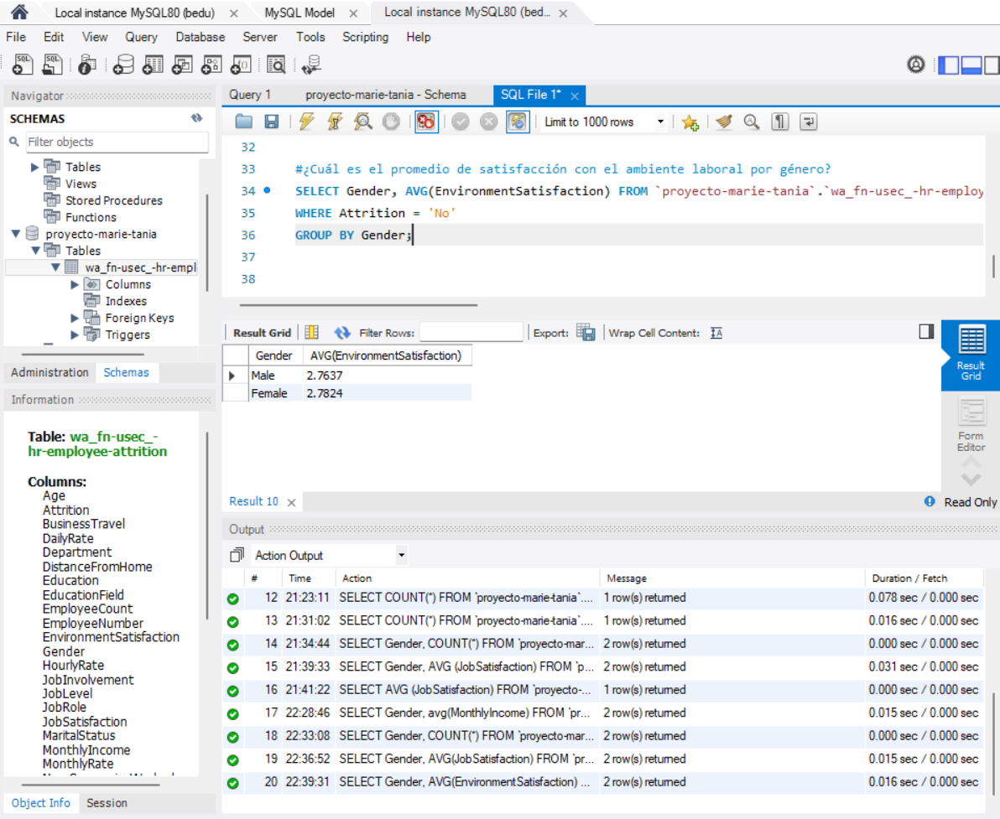 Local instance MySQL80 (bedu) ×
MySQL Model ×
Local instance MySQL80 (bed... ×
File Edit View Query Database Server Tools Scripting Help
SQL SQL
Navigator
SCHEMAS
Filter objects
Tables
Views
Stored Procedures
Functions
proyecto-marie-tania
Tables
wa_fn-usec_-hr-empl
Columns
Indexes
Foreign Keys
Triggers
Administration Schemas
Information
Table: wa_fn-usec_-
hr-employee-attrition
Columns:
Age
Attrition
BusinessTravel
DailyRate
Department
DistanceFromHome
Education
EducationField
EmployeeCount
EmployeeNumber
EnvironmentSatisfaction
Gender
HourlyRate
JobInvolvement
JobLevel
JobRole
JobSatisfaction
MaritalStatus
MonthlyIncome
MonthlyRate
Object Info Session
Query 1 proyecto-marie-tania - Schema SQL File 1* ×
Limit to 1000 rows
32
33 #¿Cuál es el promedio de satisfacción con el ambiente laboral por género?
34 SELECT Gender, AVG(EnvironmentSatisfaction) FROM `proyecto-marie-tania`.`wa_fn-usec_-hr-employ
35 WHERE Attrition = 'No'
36 GROUP BY Gender;
37
38
Result Grid Filter Rows: Export: Wrap Cell Content:
Gender AVG(EnvironmentSatisfaction)
Male 2.7637
Female 2.7824
Result
Grid
Form
Editor
Result 10 ×
Read Only
Output
Action Output
# Time Action Message Duration / Fetch
12 21:23:11 SELECT COUNT(*) FROM `proyecto-marie-tania`.... 1 row(s) returned 0.078 sec / 0.000 sec
13 21:31:02 SELECT COUNT(*) FROM `proyecto-marie-tania`.... 1 row(s) returned 0.016 sec / 0.000 sec
14 21:34:44 SELECT Gender, COUNT(*) FROM `proyecto-mar... 2 row(s) returned 0.000 sec / 0.000 sec
15 21:39:33 SELECT Gender, AVG (JobSatisfaction) FROM `p... 2 row(s) returned 0.031 sec / 0.000 sec
16 21:41:22 SELECT AVG (JobSatisfaction) FROM `proyecto-... 1 row(s) returned 0.000 sec / 0.000 sec
17 22:28:46 SELECT Gender, avg(MonthlyIncome) FROM `pr... 2 row(s) returned 0.015 sec / 0.000 sec
18 22:33:08 SELECT Gender, COUNT(*) FROM `proyecto-mar... 2 row(s) returned 0.000 sec / 0.000 sec
19 22:36:52 SELECT Gender, AVG(JobSatisfaction) FROM `pr... 2 row(s) returned 0.015 sec / 0.000 sec
20 22:39:31 SELECT Gender, AVG(EnvironmentSatisfaction) ... 2 row(s) returned 0.016 sec / 0.000 sec